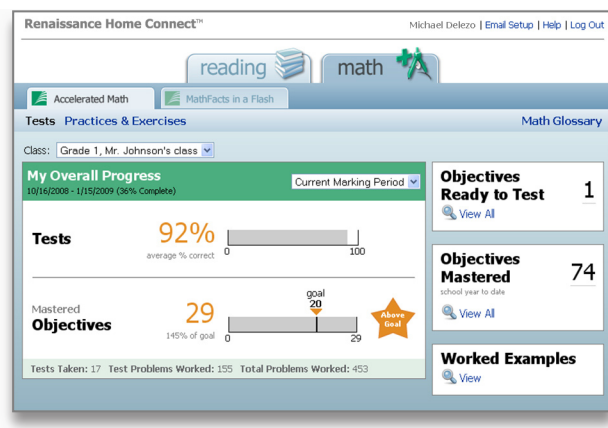 Renaissance Home Connect™
Michael Delezo | Email Setup | Help | Log Out
reading
math
Accelerated Math
MathFacts in a Flash
Tests Practices & Exercises
Math Glossary
Class: Grade 1, Mr. Johnson's class
My Overall Progress
10/16/2008 - 1/15/2009 (36% Complete)
Current Marking Period
Tests
92%
average % correct
0
100
Mastered
Objectives
29
145% of goal
goal
20
0
29
Above
Goal
Tests Taken: 17 Test Problems Worked: 155 Total Problems Worked: 453
Objectives
Ready to Test
1
View All
Objectives
Mastered
74
school year to date
View All
Worked Examples
View